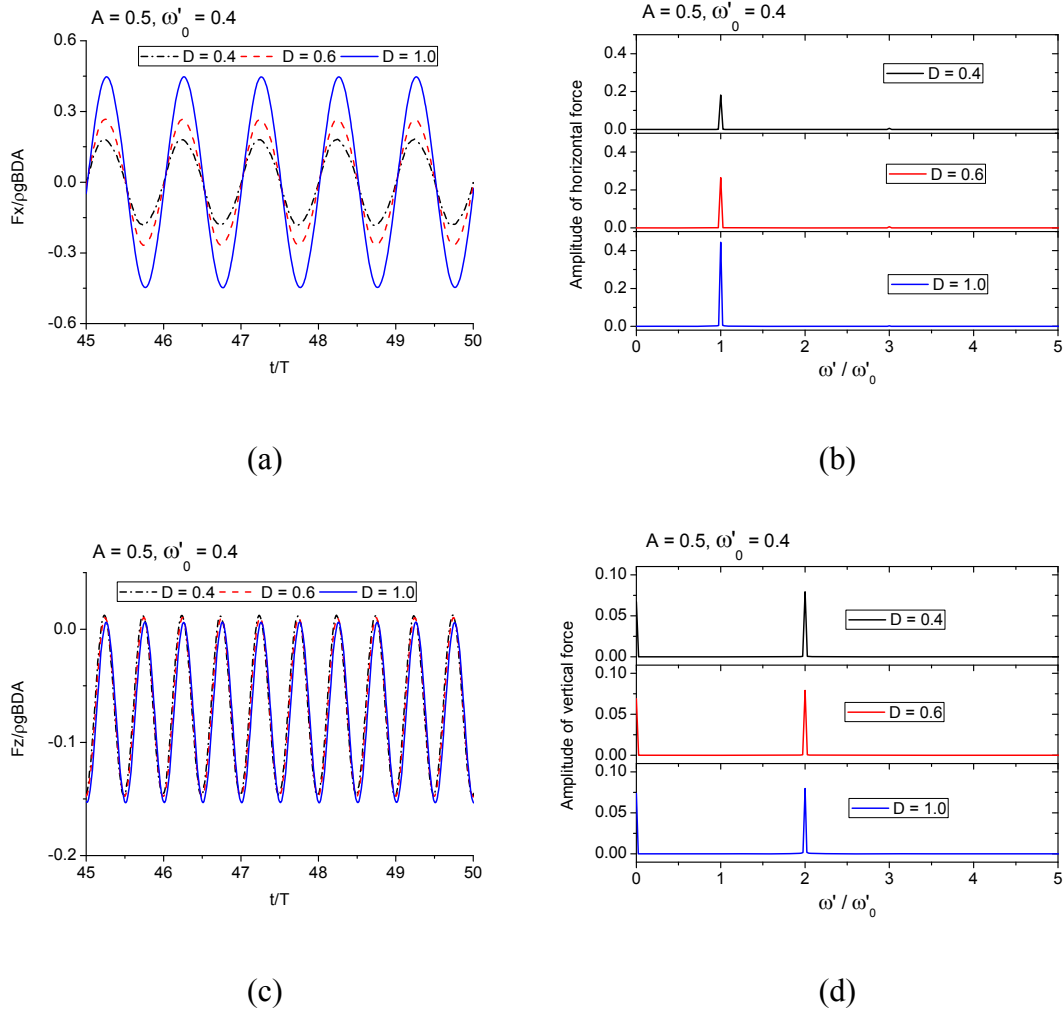 A = 0.5, ω'0 = 0.4
D = 0.4 D = 0.6 D = 1.0
0.6
0.3
0.0
-0.3
-0.6
Fx/ρgBDA
45 46 47 48 49 50
t/T
(a)
0.4
0.2
0.0
D = 0.4
0.4
0.2
0.0
D = 0.6
0.4
0.2
0.0
D = 1.0
Amplitude of horizontal force
0 1 2 3 4 5
ω' / ω'0
(b)
A = 0.5, ω'0 = 0.4
D = 0.4 D = 0.6 D = 1.0
0.0
-0.1
-0.2
Fz/ρgBDA
45 46 47 48 49 50
t/T
(c)
A = 0.5, ω'0 = 0.4
0.10
0.05
0.00
D = 0.4
0.10
0.05
0.00
D = 0.6
0.10
0.05
0.00
D = 1.0
Amplitude of vertical force
0 1 2 3 4 5
ω' / ω'0
(d)